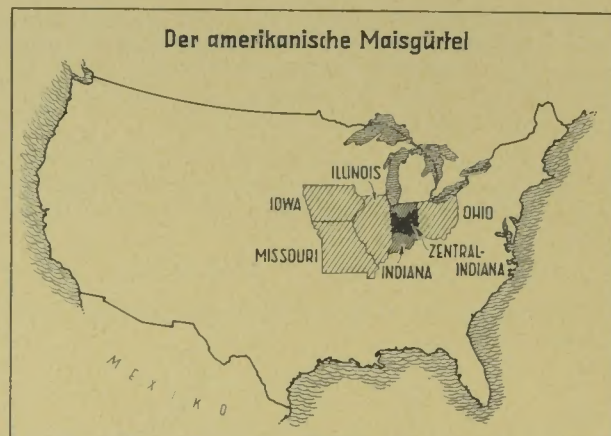 Der amerikanische Maisgürtel
ILLINOIS
IOWA
OHIO
MISSOURI
ZENTRAL-
INDIANA
INDIANA
MEXIKO